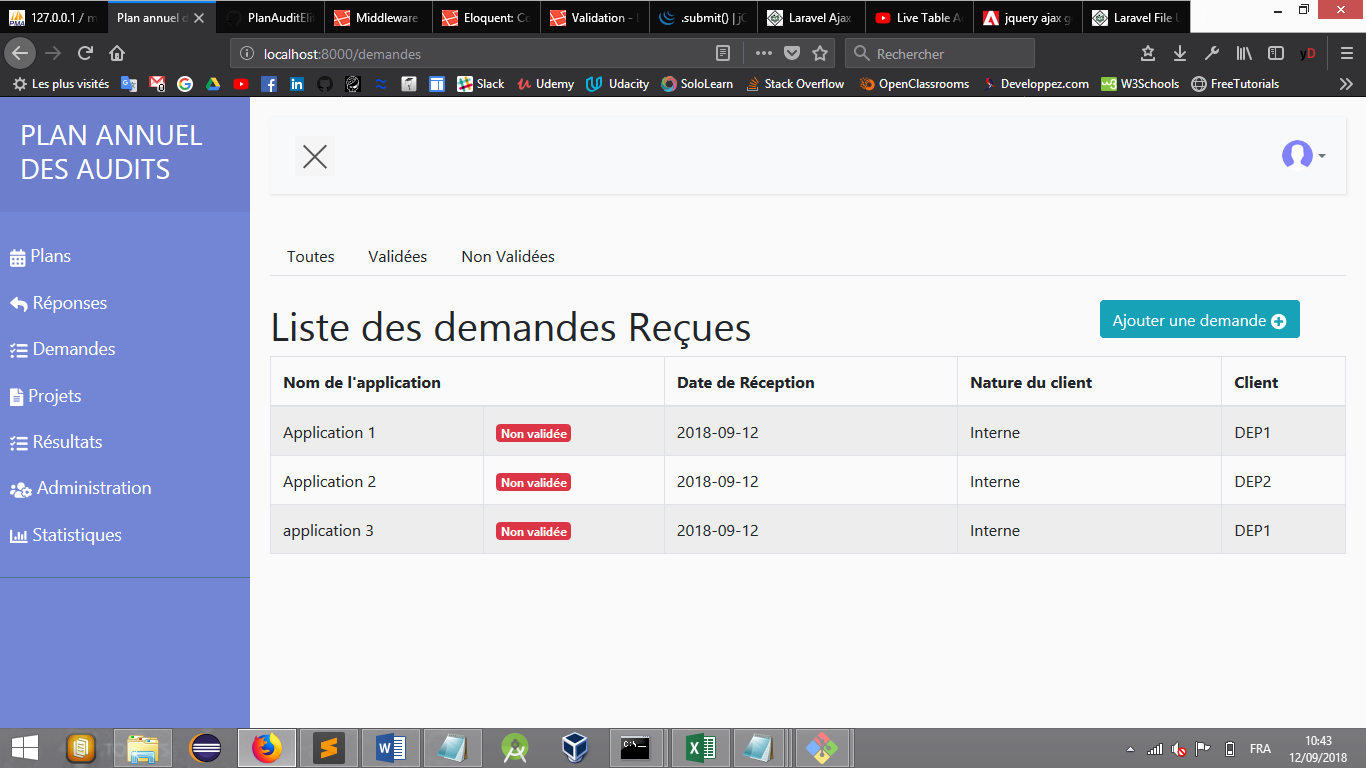 127.0.0.1 / m
Plan annuel d
PlanAuditEli
Middleware
Eloquent: Co
Validation - L
.submit() | jC
Laravel Ajax
Live Table A
jquery ajax g
Laravel File U
localhost:8000/demandes
Rechercher
yD
Les plus visités
Slack
Udemy
Udacity
SoloLearn
Stack Overflow
OpenClassrooms
Developpez.com
W3Schools
FreeTutorials
PLAN ANNUEL
DES AUDITS
Plans
Réponses
Demandes
Projets
Résultats
Administration
Statistiques
Toutes
Validées
Non Validées
Liste des demandes Reçues
Ajouter une demande
Nom de l'application
Date de Réception
Nature du client
Client
Application 1
Non validée
2018-09-12
Interne
DEP1
Application 2
Non validée
2018-09-12
Interne
DEP2
application 3
Non validée
2018-09-12
Interne
DEP1
FRA
10:43
12/09/2018